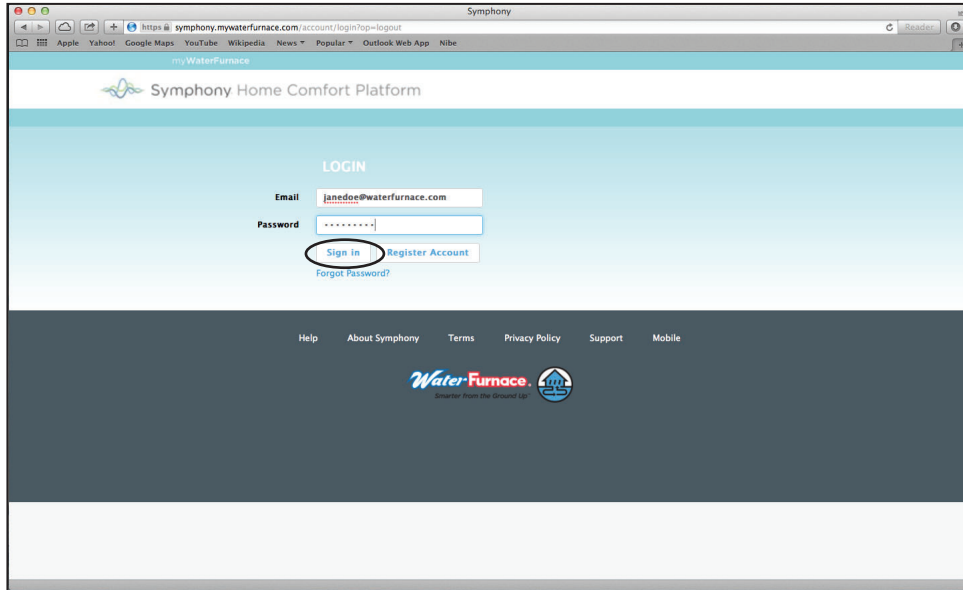 Symphony
https symphony.mywaterfurnace.com/account/login?op=logout
Reader
Apple Yahoo! Google Maps YouTube Wikipedia News Popular Outlook Web App Nibe
myWaterFurnace
Symphony Home Comfort Platform
LOGIN
Email janedoe@waterfurnace.com
Password •••••••••
Sign in Register Account
Forgot Password?
Help About Symphony Terms Privacy Policy Support Mobile
WaterFurnace.
Smarter from the Ground Up™